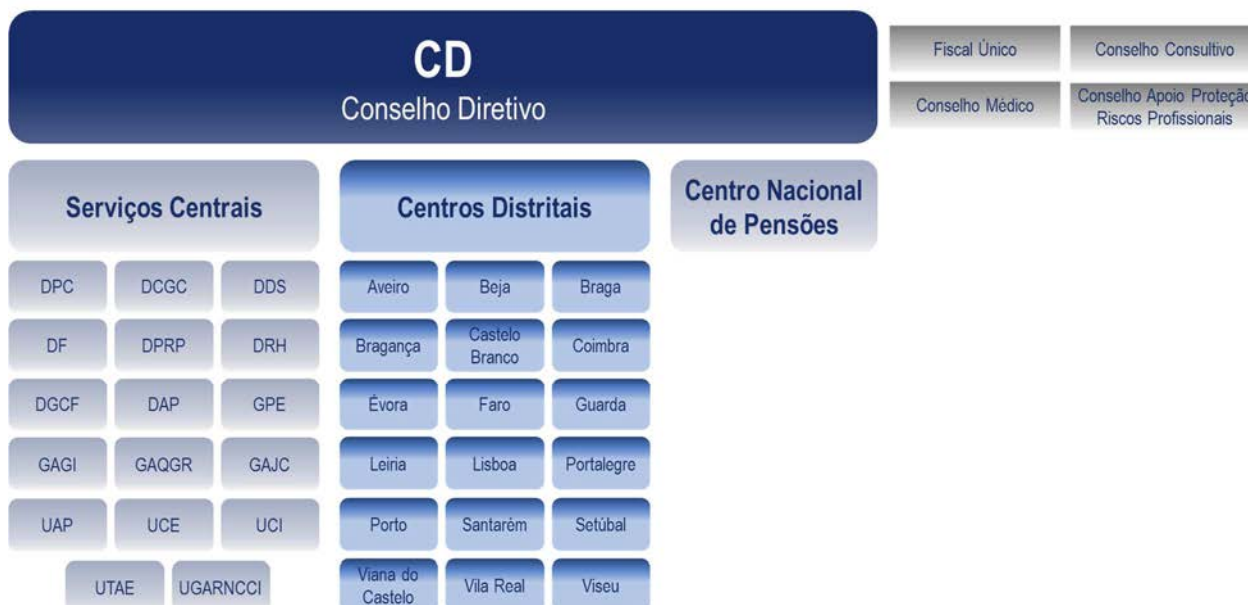 CD
Conselho Diretivo
Fiscal Único
Conselho Consultivo
Conselho Médico
Conselho Apoio Proteção
Riscos Profissionais
Serviços Centrais
DPC
DCGC
DDS
DF
DPRP
DRH
DGCF
DAP
GPE
GAGI
GAQGR
GAJC
UAP
UCE
UCI
UTAE
UGARNCCI
Centros Distritais
Aveiro
Beja
Braga
Bragança
Castelo
Branco
Coimbra
Évora
Faro
Guarda
Leiria
Lisboa
Portalegre
Porto
Santarém
Setúbal
Viana do
Castelo
Vila Real
Viseu
Centro Nacional
de Pensões